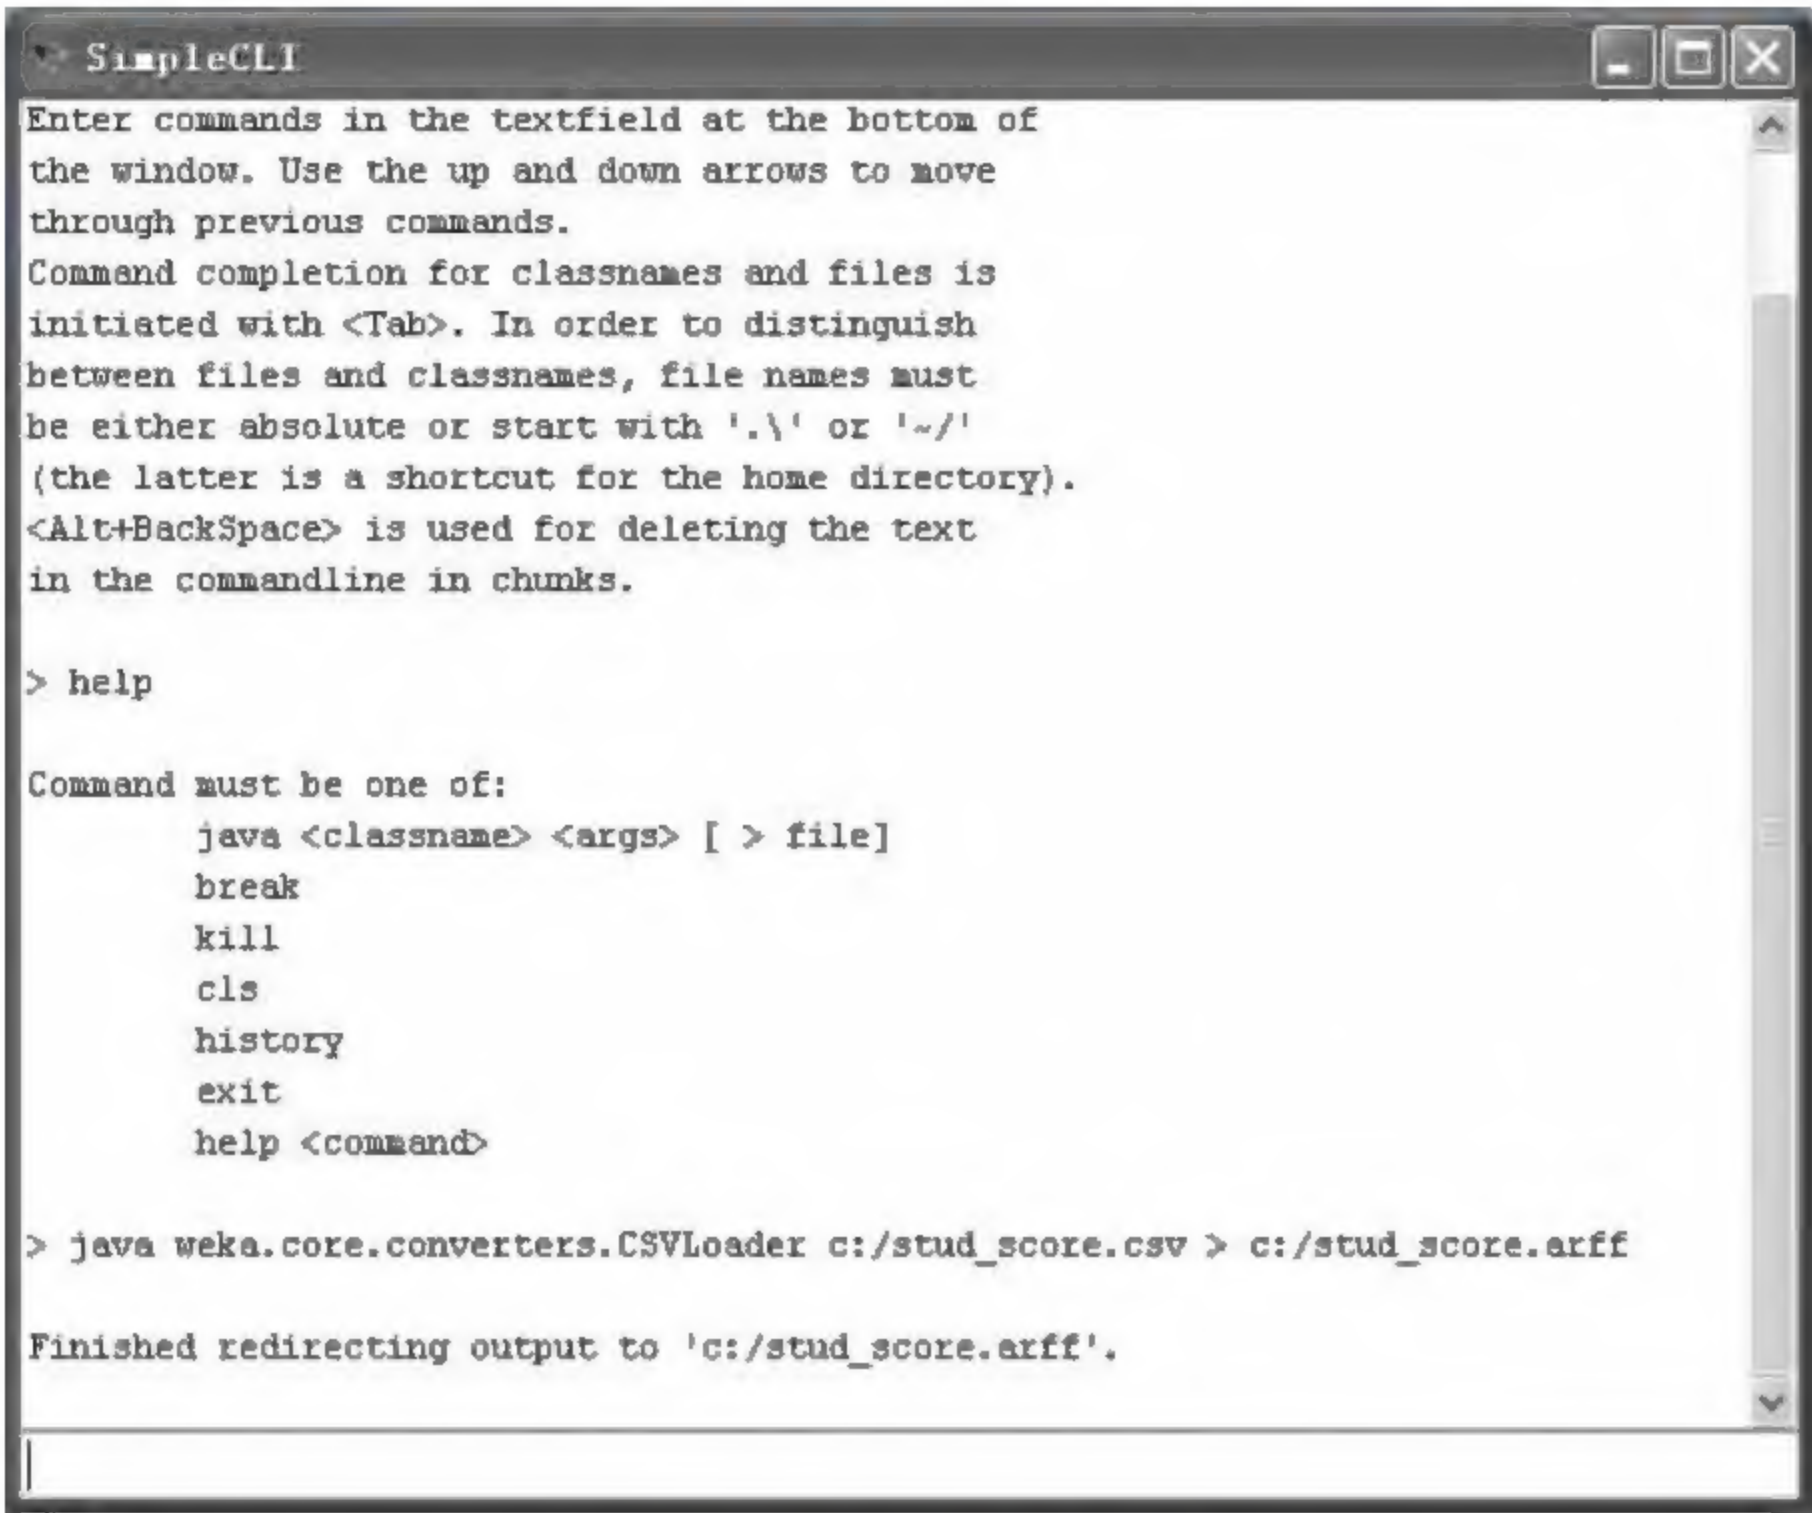 SimpleCLI
Enter commands in the textfield at the bottom of
the window. Use the up and down arrows to move
through previous commands.
Command completion for classnames and files is
initiated with <Tab>. In order to distinguish
between files and classnames, file names must
be either absolute or start with '.\' or '~/'
(the latter is a shortcut for the home directory).
<Alt+BackSpace> is used for deleting the text
in the commandline in chunks.
> help
Command must be one of:
java <classname> <args> [ > file]
break
kill
cls
history
exit
help <command>
> java weka.core.converters.CSVLoader c:/stud_score.csv > c:/stud_score.arff
Finished redirecting output to 'c:/stud_score.arff'.